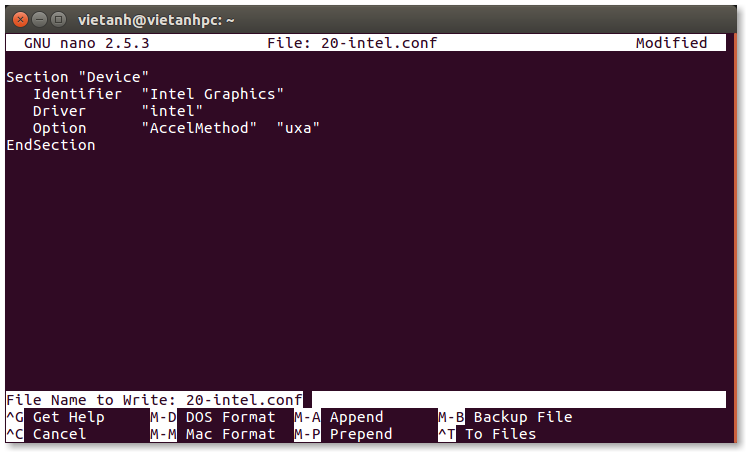 vietanh@vietanhpc: ~
GNU nano 2.5.3 File: 20-intel.conf Modified
Section "Device"
Identifier "Intel Graphics"
Driver "intel"
Option "AccelMethod" "uxa"
EndSection
File Name to Write: 20-intel.conf
^G Get Help M-D DOS Format M-A Append M-B Backup File
^C Cancel M-M Mac Format M-P Prepend ^T To Files